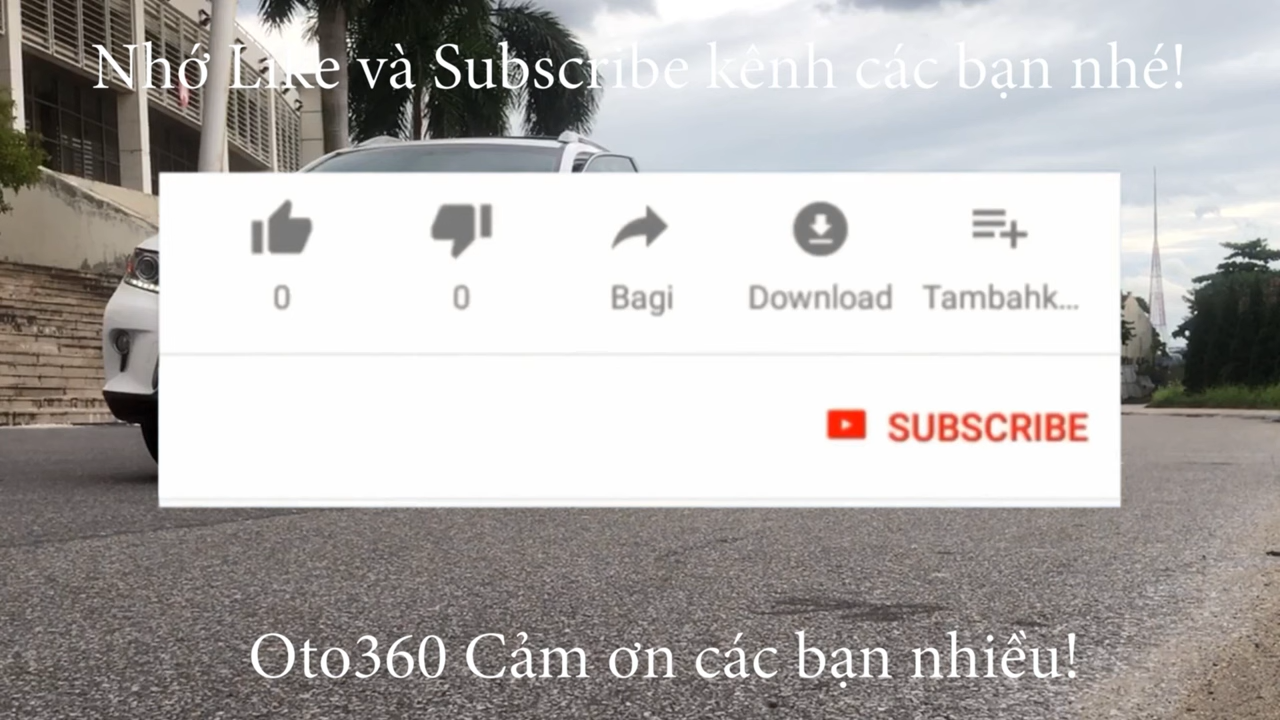 Nhớ Like và Subscribe kênh các bạn nhé!
0 0 Bagi Download Tambahk...
SUBSCRIBE
Oto360 Cảm ơn các bạn nhiều!